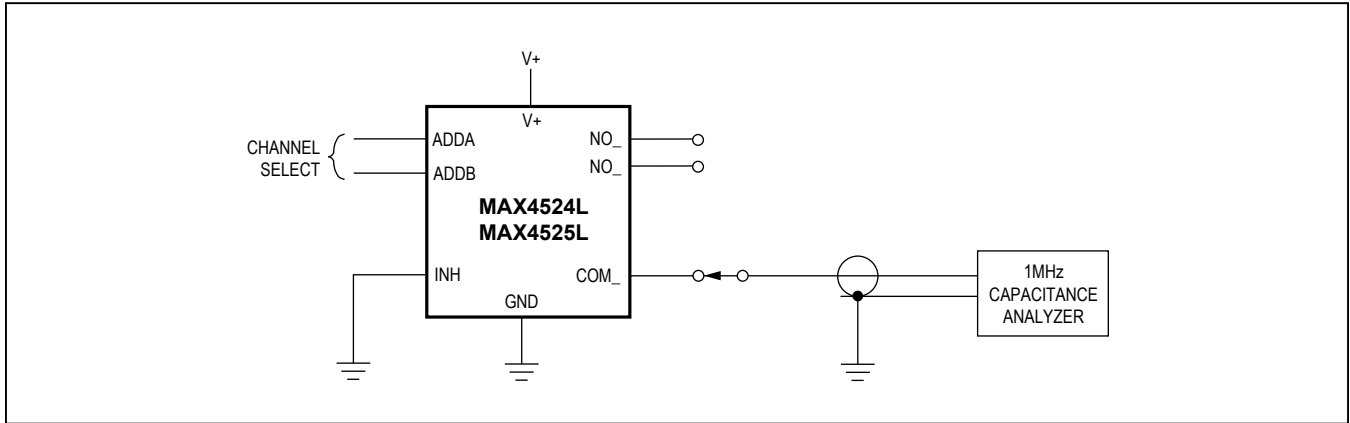 V+
V+
CHANNEL
SELECT
ADDA
ADDB
NO_
NO_
MAX4524L
MAX4525L
INH
COM_
GND
1MHz
CAPACITANCE
ANALYZER